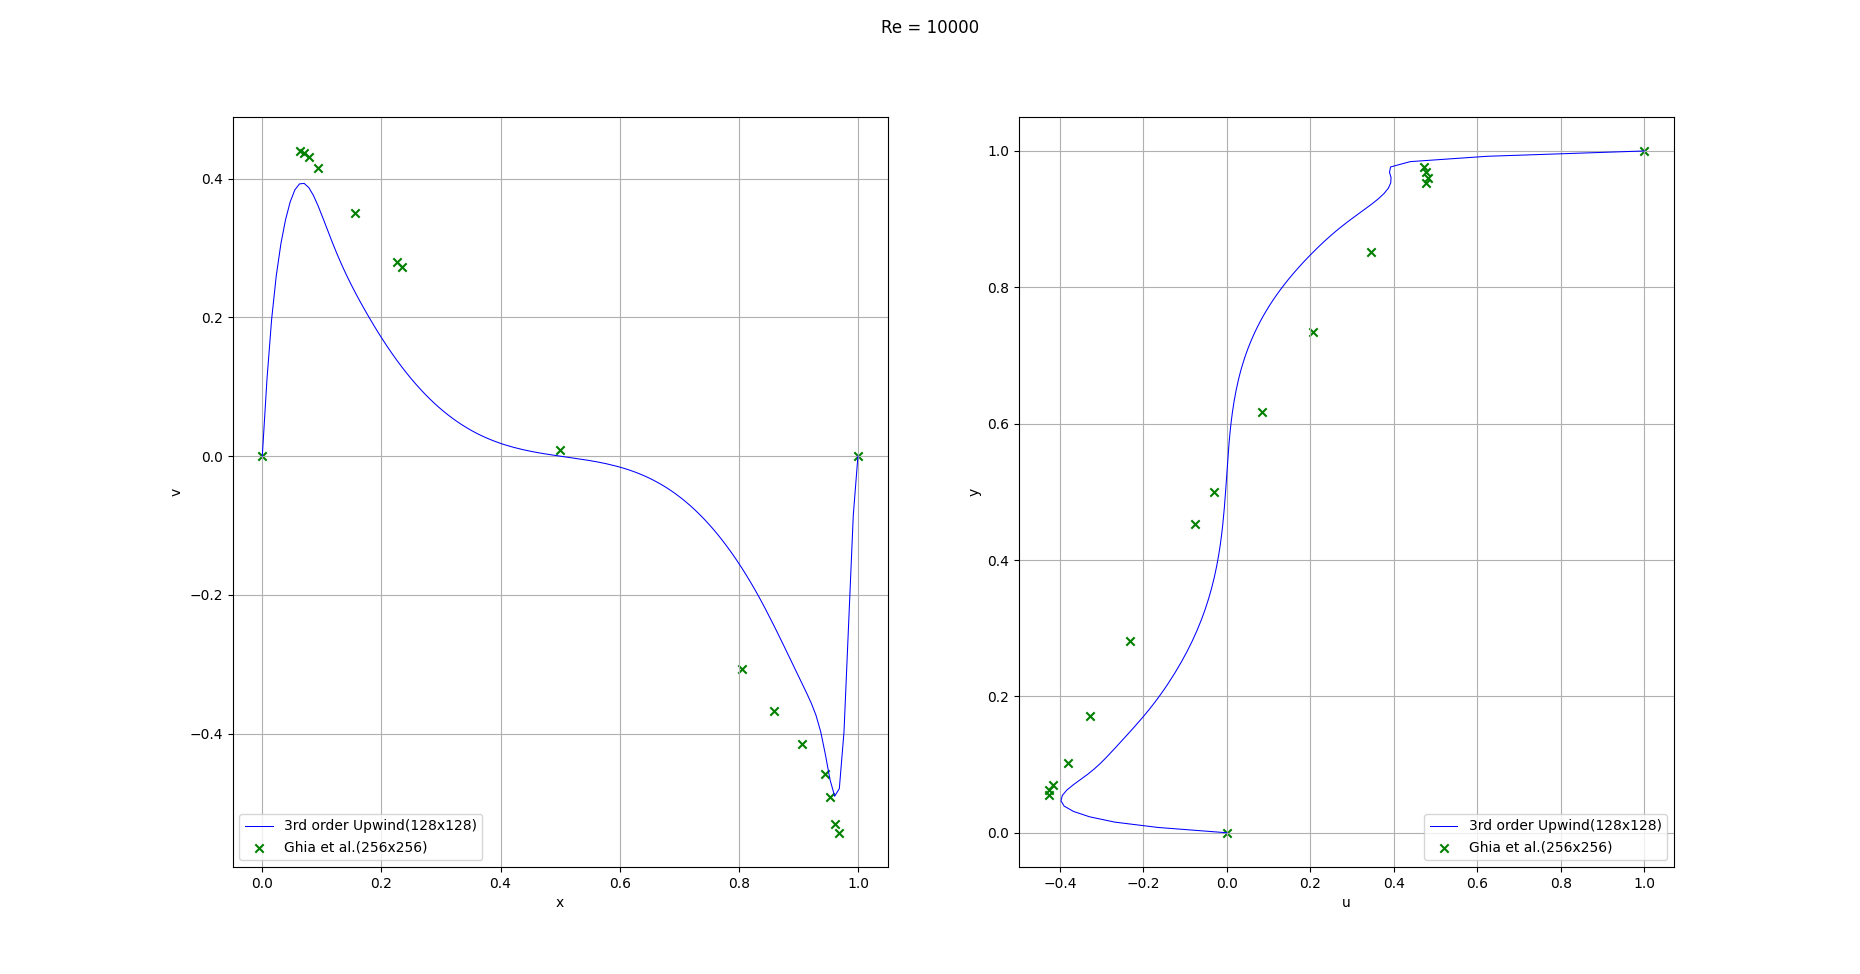 Re = 10000
0.4
0.2
0.0
−0.2
−0.4
v
0.0 0.2 0.4 0.6 0.8 1.0
x
3rd order Upwind(128x128)
Ghia et al.(256x256)
1.0
0.8
0.6
0.4
0.2
0.0
y
−0.4 −0.2 0.0 0.2 0.4 0.6 0.8 1.0
u
3rd order Upwind(128x128)
Ghia et al.(256x256)